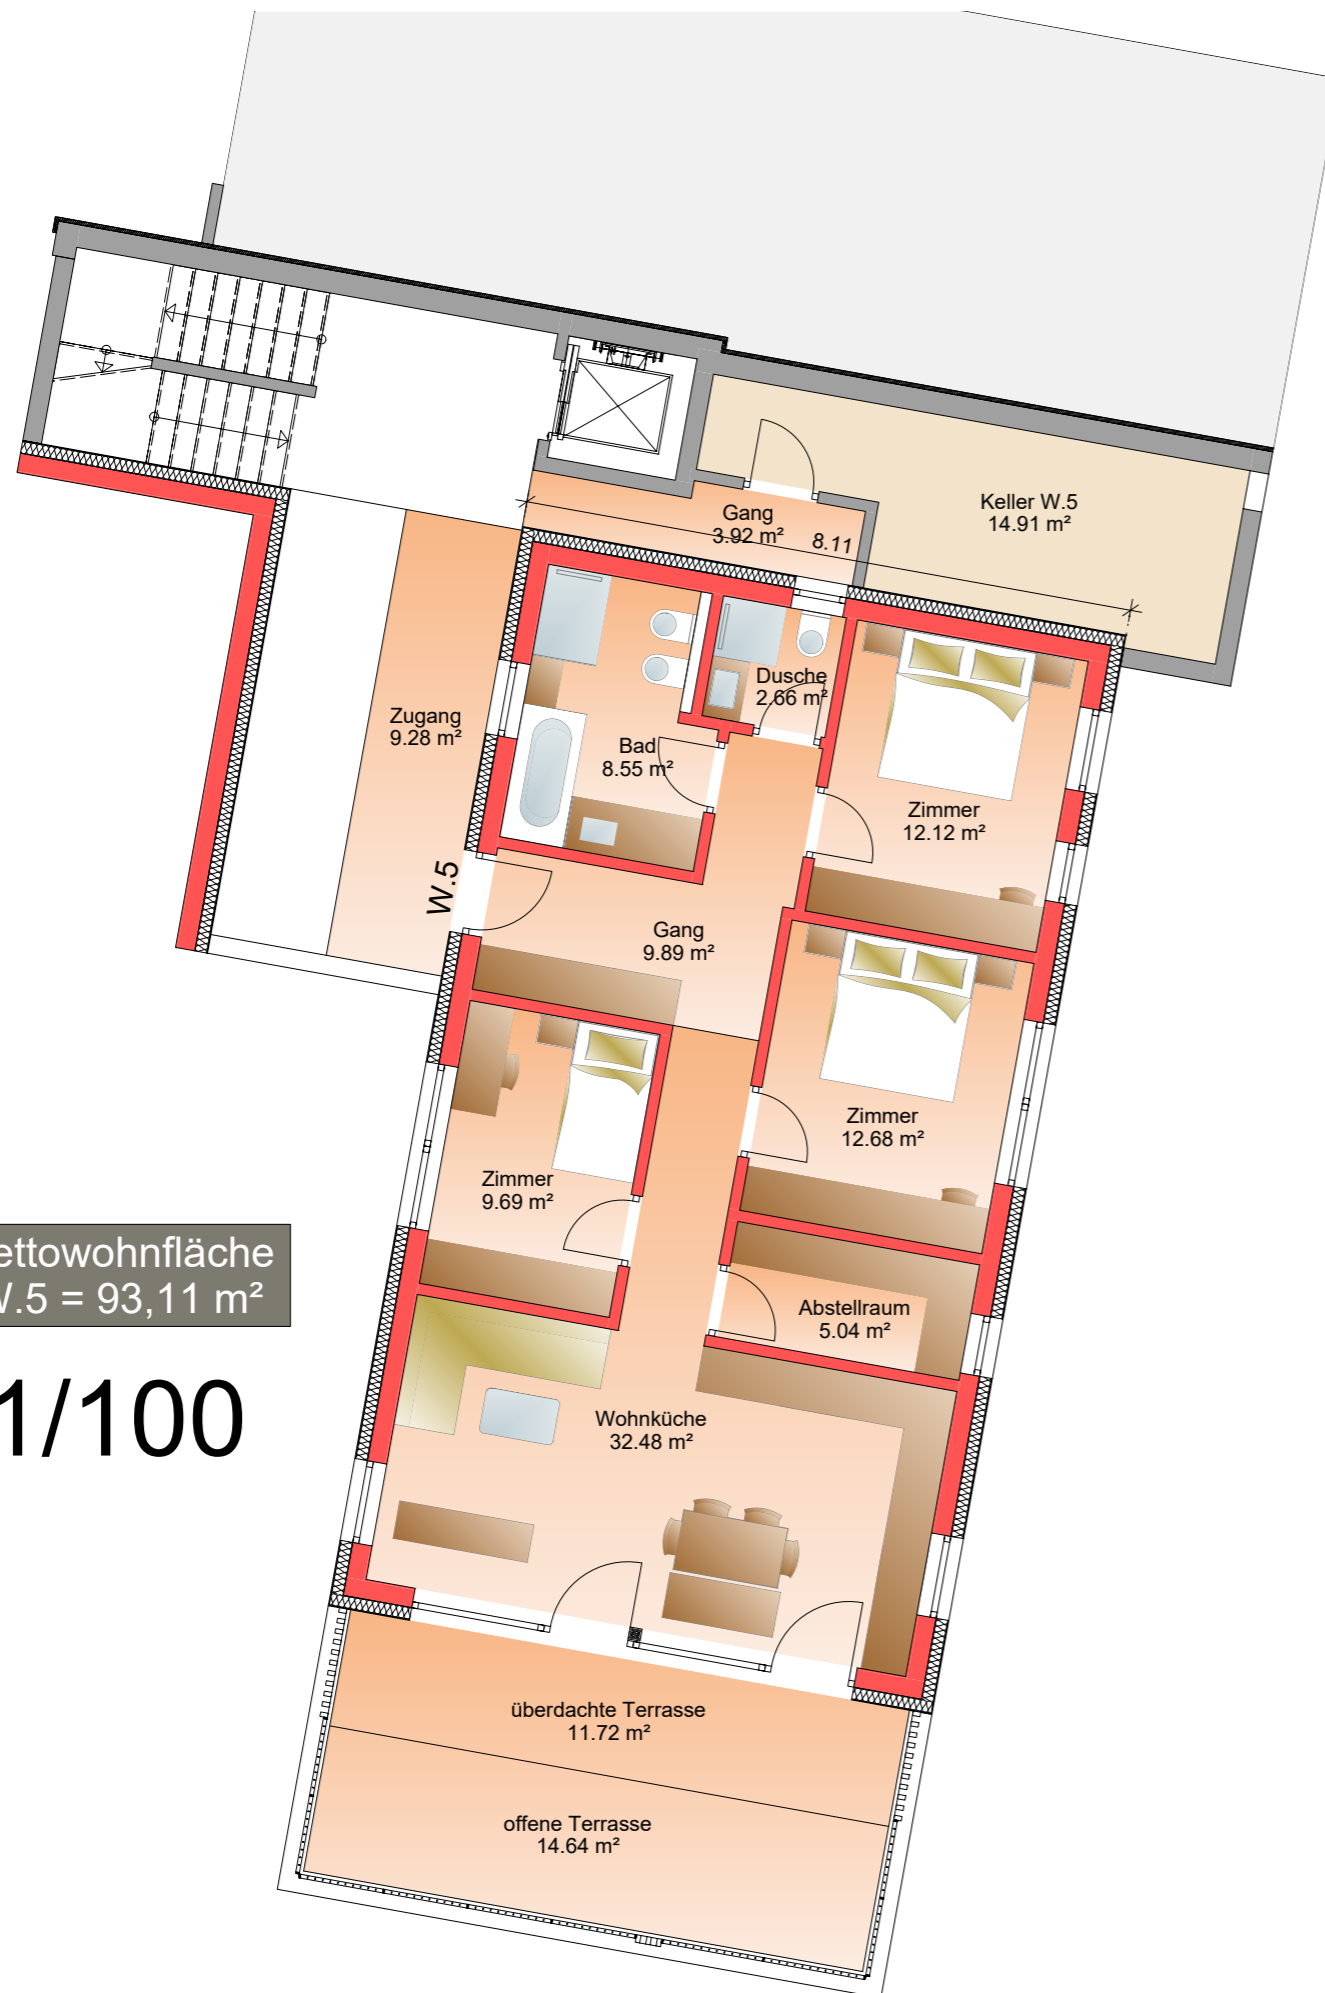 Keller W.5
14.91 m²
Gang
3.92 m²
8.11
Dusche
2.66 m²
Zugang
9.28 m²
Bad
8.55 m²
Zimmer
12.12 m²
W.5
Gang
9.89 m²
Zimmer
12.68 m²
Zimmer
9.69 m²
ettowohnfläche
W.5 = 93,11 m²
Abstellraum
5.04 m²
1/100
Wohnküche
32.48 m²
überdachte Terrasse
11.72 m²
offene Terrasse
14.64 m²